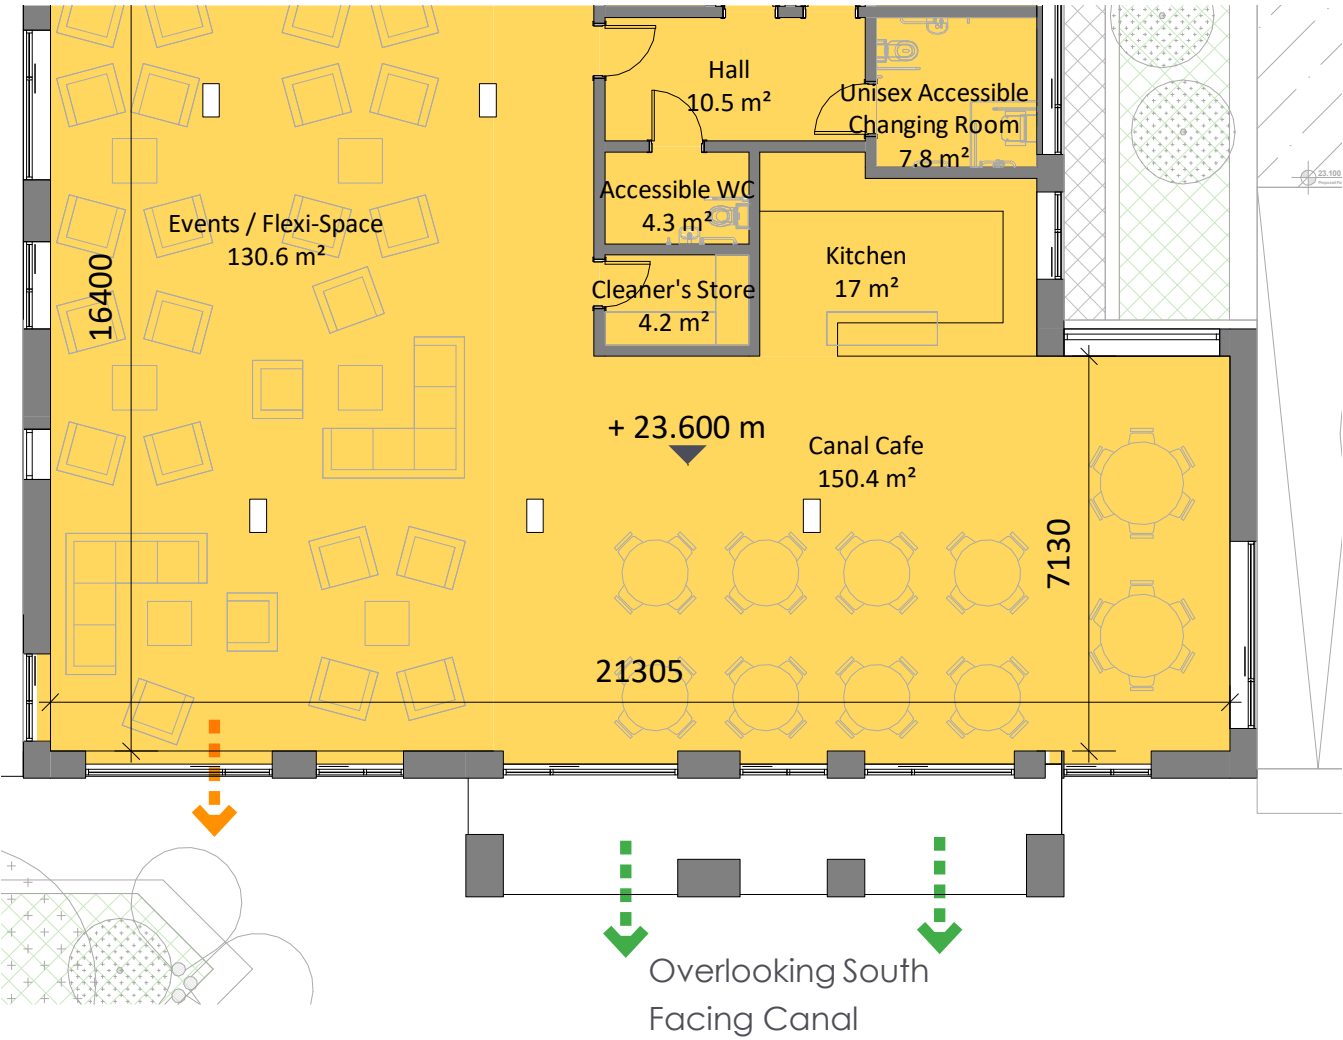 Hall
10.5 m²
Unisex Accessible
Changing Room
7.8 m²
23.100
Accessible WC
4.3 m²
Events / Flexi-Space
130.6 m²
Kitchen
17 m²
16400
Cleaner's Store
4.2 m²
+ 23.600 m
Canal Cafe
150.4 m²
7130
21305
Overlooking South
Facing Canal